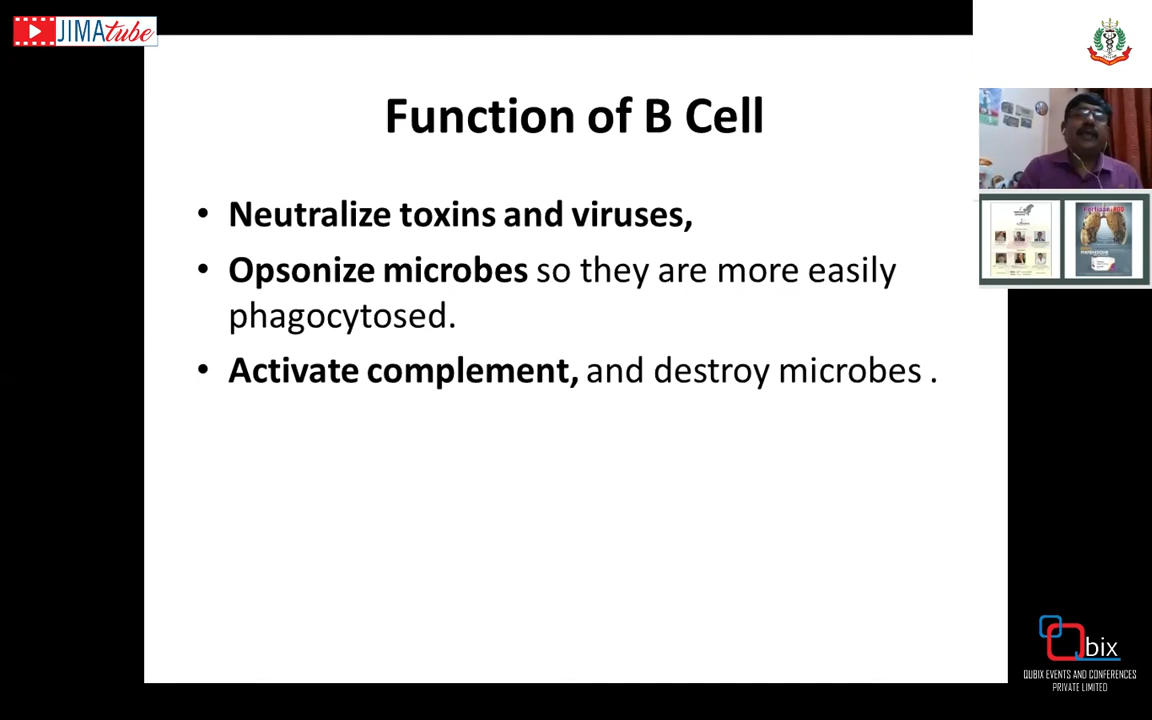 JIMAtube
Function of B Cell
• Neutralize toxins and viruses,
• Opsonize microbes so they are more easily
phagocytosed.
• Activate complement, and destroy microbes .
Qbix
QUBIX EVENTS AND CONFERENCES
PRIVATE LIMITED